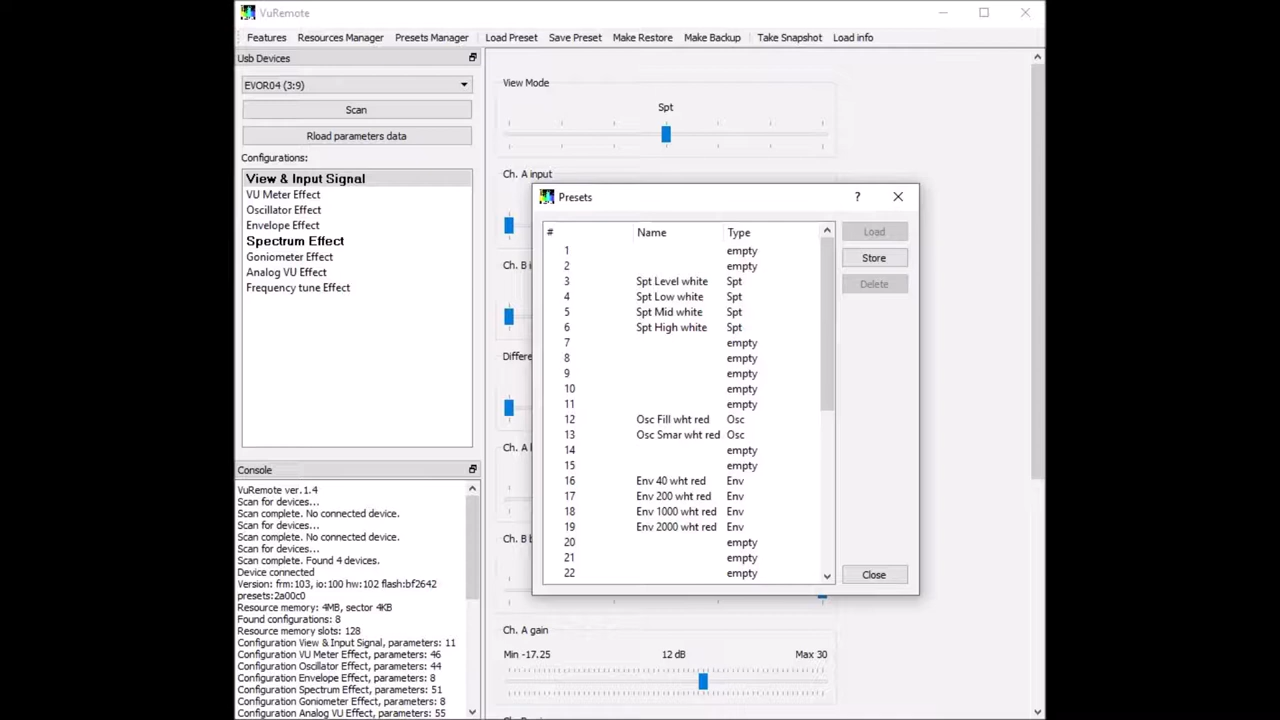 VuRemote
Features Resources Manager Presets Manager Load Preset Save Preset Make Restore Make Backup Take Snapshot Load info
Usb Devices
EVOR04 (3:9)
Scan
Rload parameters data
Configurations:
View & Input Signal
VU Meter Effect
Oscillator Effect
Envelope Effect
Spectrum Effect
Goniometer Effect
Analog VU Effect
Frequency tune Effect
Console
VuRemote ver.1.4
Scan for devices...
Scan complete. No connected device.
Scan for devices...
Scan complete. No connected device.
Scan for devices...
Scan complete. Found 4 devices.
Device connected
Version: frm:103, io:100 hw:102 flash:bf2642
presets:2a00c0
Resource memory: 4MB, sector 4KB
Found configurations: 8
Resource memory slots: 128
Configuration View & Input Signal, parameters: 11
Configuration VU Meter Effect, parameters: 46
Configuration Oscillator Effect, parameters: 44
Configuration Envelope Effect, parameters: 8
Configuration Spectrum Effect, parameters: 51
Configuration Goniometer Effect, parameters: 8
Configuration Analog VU Effect, parameters: 55
View Mode
Spt
Ch. A input
Ch. B i
Differe
Ch. A l
Ch. B b
Ch. A gain
Min -17.25 12 dB Max 30
Presets
?
# Name Type
1 empty
2 empty
3 Spt Level white Spt
4 Spt Low white Spt
5 Spt Mid white Spt
6 Spt High white Spt
7 empty
8 empty
9 empty
10 empty
11 empty
12 Osc Fill wht red Osc
13 Osc Smar wht red Osc
14 empty
15 empty
16 Env 40 wht red Env
17 Env 200 wht red Env
18 Env 1000 wht red Env
19 Env 2000 wht red Env
20 empty
21 empty
22 empty
Load
Store
Delete
Close